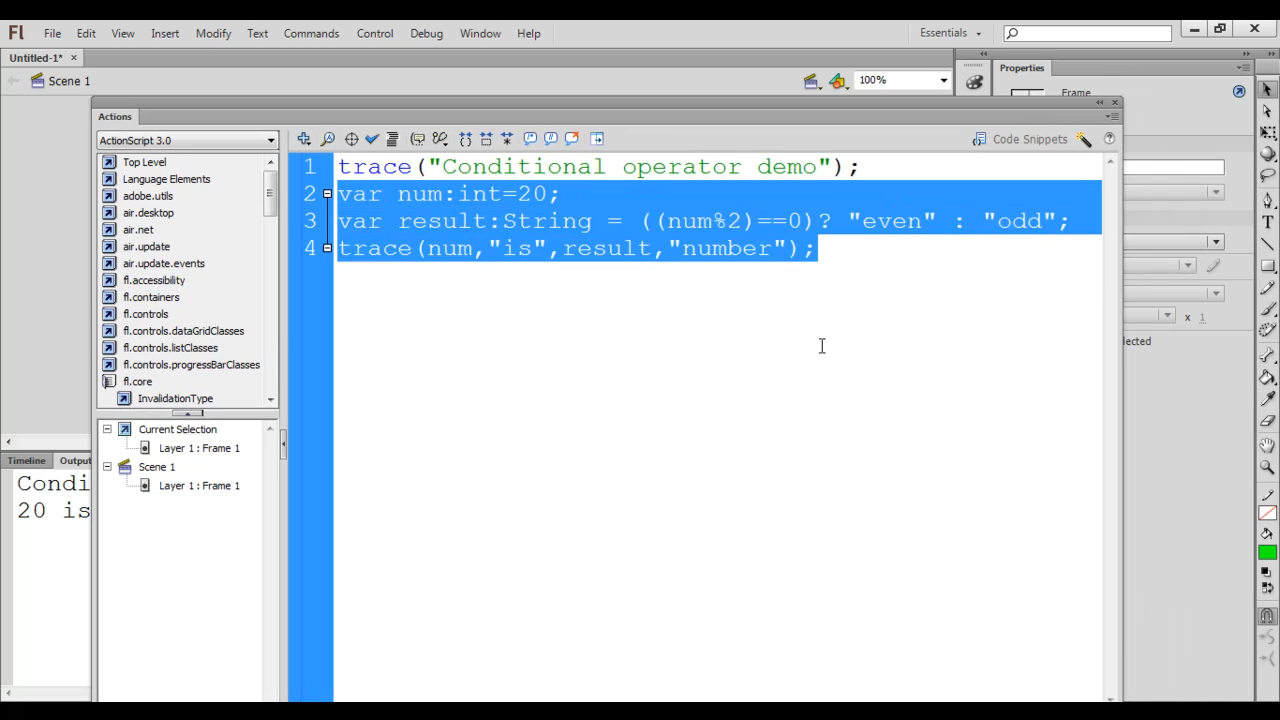 Fl File Edit View Insert Modify Text Commands Control Debug Window Help Essentials
Untitled-1* ×
Scene 1 100% Properties
Frame
Actions
ActionScript 3.0 Code Snippets
Top Level
Language Elements
adobe.utils
air.desktop
air.net
air.update
air.update.events
fl.accessibility
fl.containers
fl.controls
fl.controls.dataGridClasses
fl.controls.listClasses
fl.controls.progressBarClasses
fl.core
InvalidationType
1 trace("Conditional operator demo");
2 var num:int=20;
3 var result:String = ((num%2)==0)? "even" : "odd";
4 trace(num,"is",result,"number");
x 1
lected
Current Selection
Layer 1 : Frame 1
Scene 1
Layer 1 : Frame 1
Timeline Output
Condi
20 is